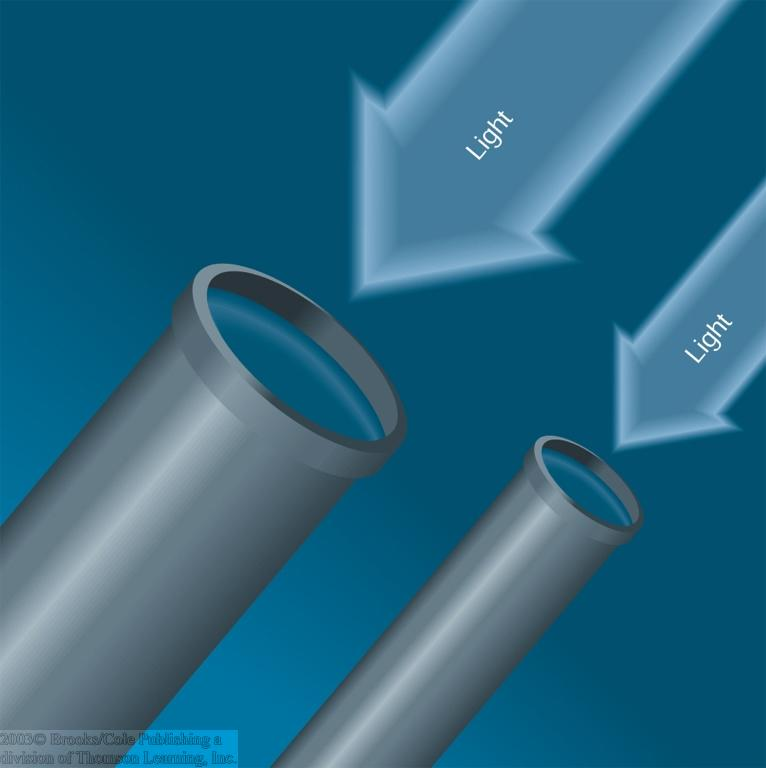 Light
Light
2003© Brooks/Cole Publishing a
division of Thomson Learning, Inc.